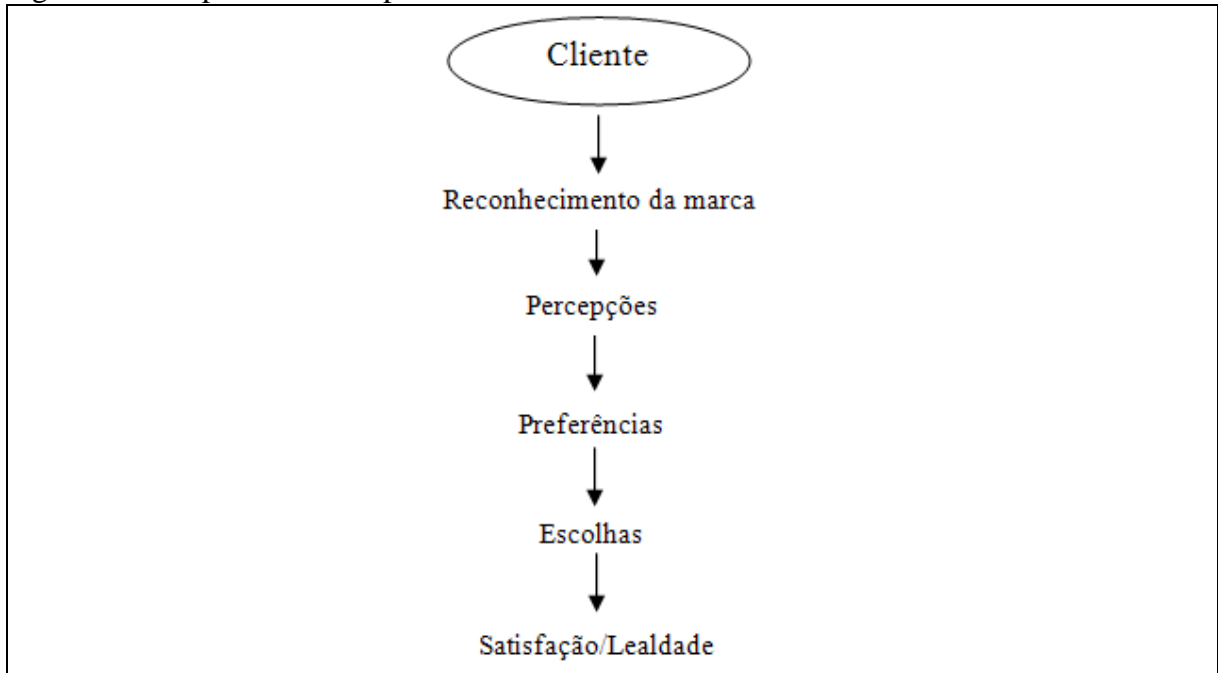 Cliente
Reconhecimento da marca
Percepções
Preferências
Escolhas
Satisfação/Lealdade